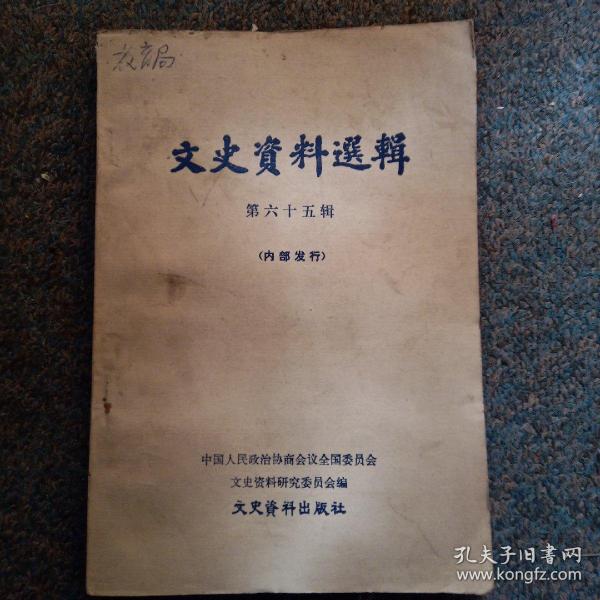 教育局
文史資料選輯
第六十五辑
（内部发行）
中国人民政治协商会议全国委员会
文史资料研究委员会编
文史資料出版社
孔夫子旧書网
www.kongfz.com